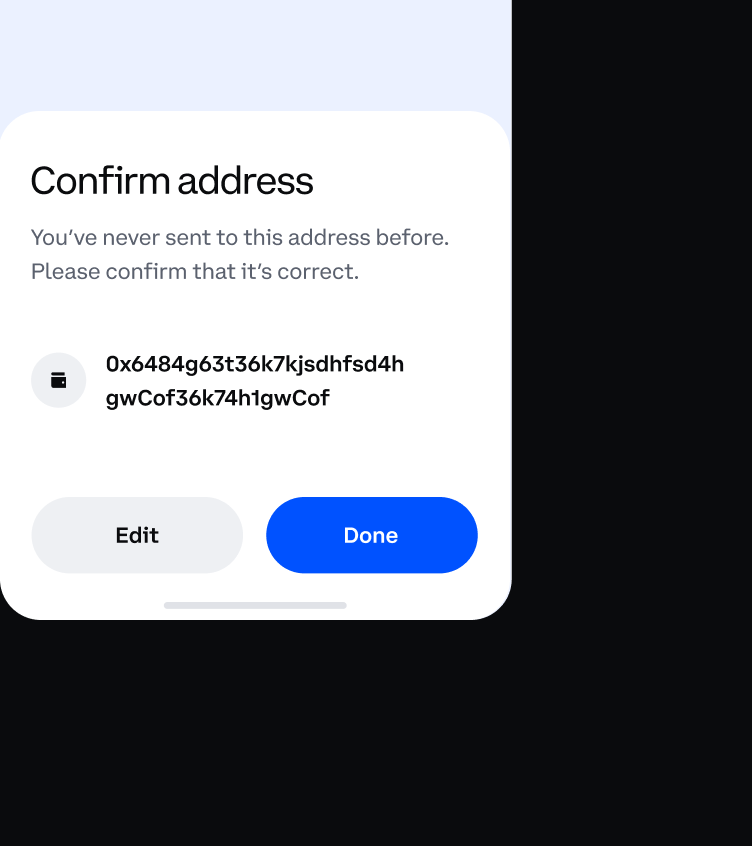 Confirm address
You’ve never sent to this address before.
Please confirm that it’s correct.
0x6484g63t36k7kjsdhfsd4h
gwCof36k74h1gwCof
Edit
Done